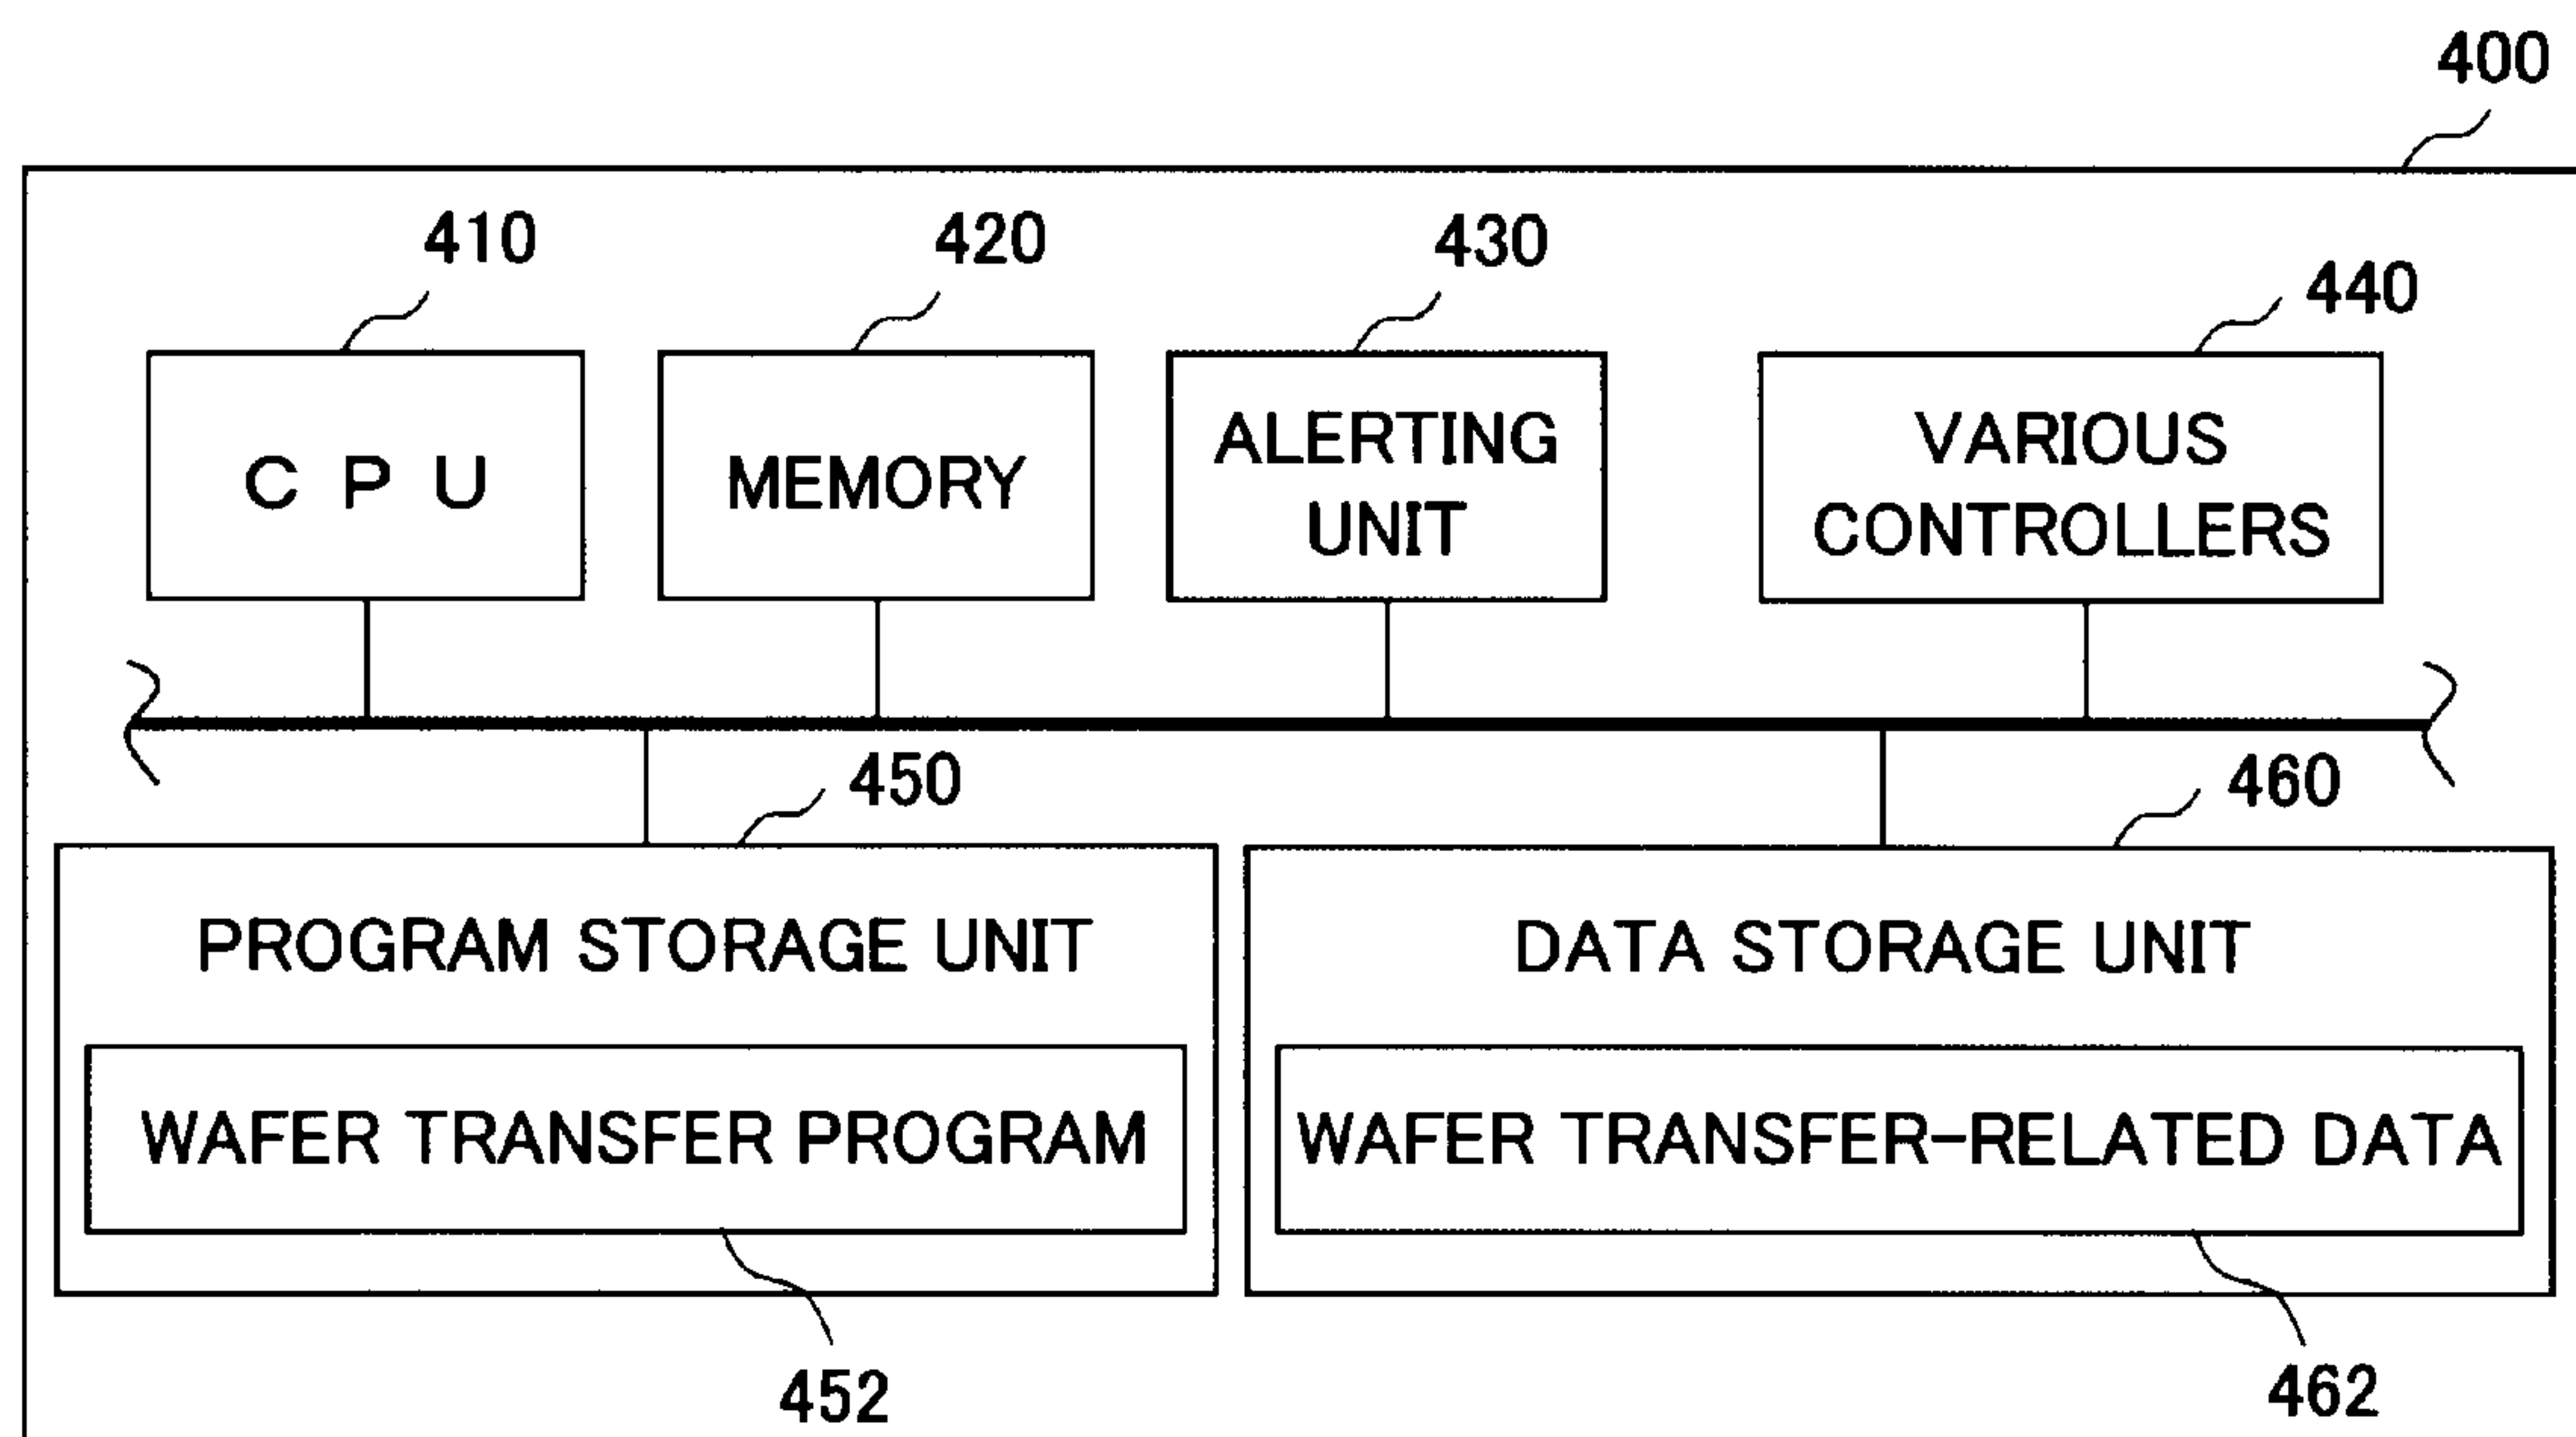 400
410
420
430
440
C P U
MEMORY
ALERTING
UNIT
VARIOUS
CONTROLLERS
450
460
PROGRAM STORAGE UNIT
WAFER TRANSFER PROGRAM
452
DATA STORAGE UNIT
WAFER TRANSFER-RELATED DATA
462